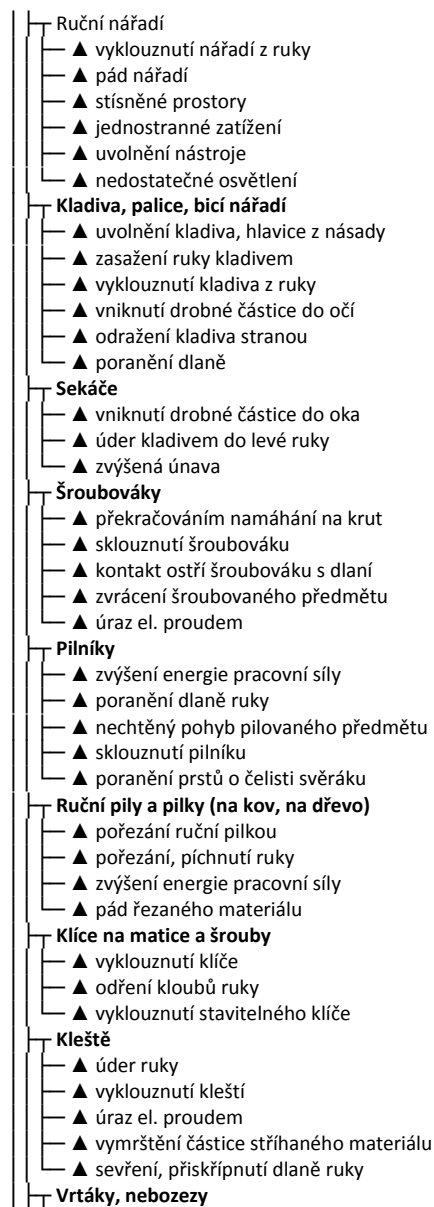 Ruční nářadí
▲ vyklouznutí nářadí z ruky
▲ pád nářadí
▲ stísněné prostory
▲ jednostranné zatížení
▲ uvolnění nástroje
▲ nedostatečné osvětlení
Kladiva, palice, bicí nářadí
▲ uvolnění kladiva, hlavice z násady
▲ zasažení ruky kladivem
▲ vyklouznutí kladiva z ruky
▲ vniknutí drobné částice do očí
▲ odražení kladiva stranou
▲ poranění dlaně
Sekáče
▲ vniknutí drobné částice do oka
▲ úder kladivem do levé ruky
▲ zvýšená únava
Šroubováky
▲ překračováním namáhání na krut
▲ sklouznutí šroubováku
▲ kontakt ostří šroubováku s dlaní
▲ zvrácení šroubovaného předmětu
▲ úraz el. proudem
Pilníky
▲ zvýšení energie pracovní síly
▲ poranění dlaně ruky
▲ nechtěný pohyb pilovaného předmětu
▲ sklouznutí pilníku
▲ poranění prstů o čelisti svěráku
Ruční pily a pilky (na kov, na dřevo)
▲ pořezání ruční pilkou
▲ pořezání, píchnutí ruky
▲ zvýšení energie pracovní síly
▲ pád řezaného materiálu
Klíce na matice a šrouby
▲ vyklouznutí klíče
▲ odření kloubů ruky
▲ vyklouznutí stavitelného klíče
Kleště
▲ úder ruky
▲ vyklouznutí kleští
▲ úraz el. proudem
▲ vymrštění částice stříhaného materiálu
▲ sevření, přiskřípnutí dlaně ruky
Vrtáky, nebozezy